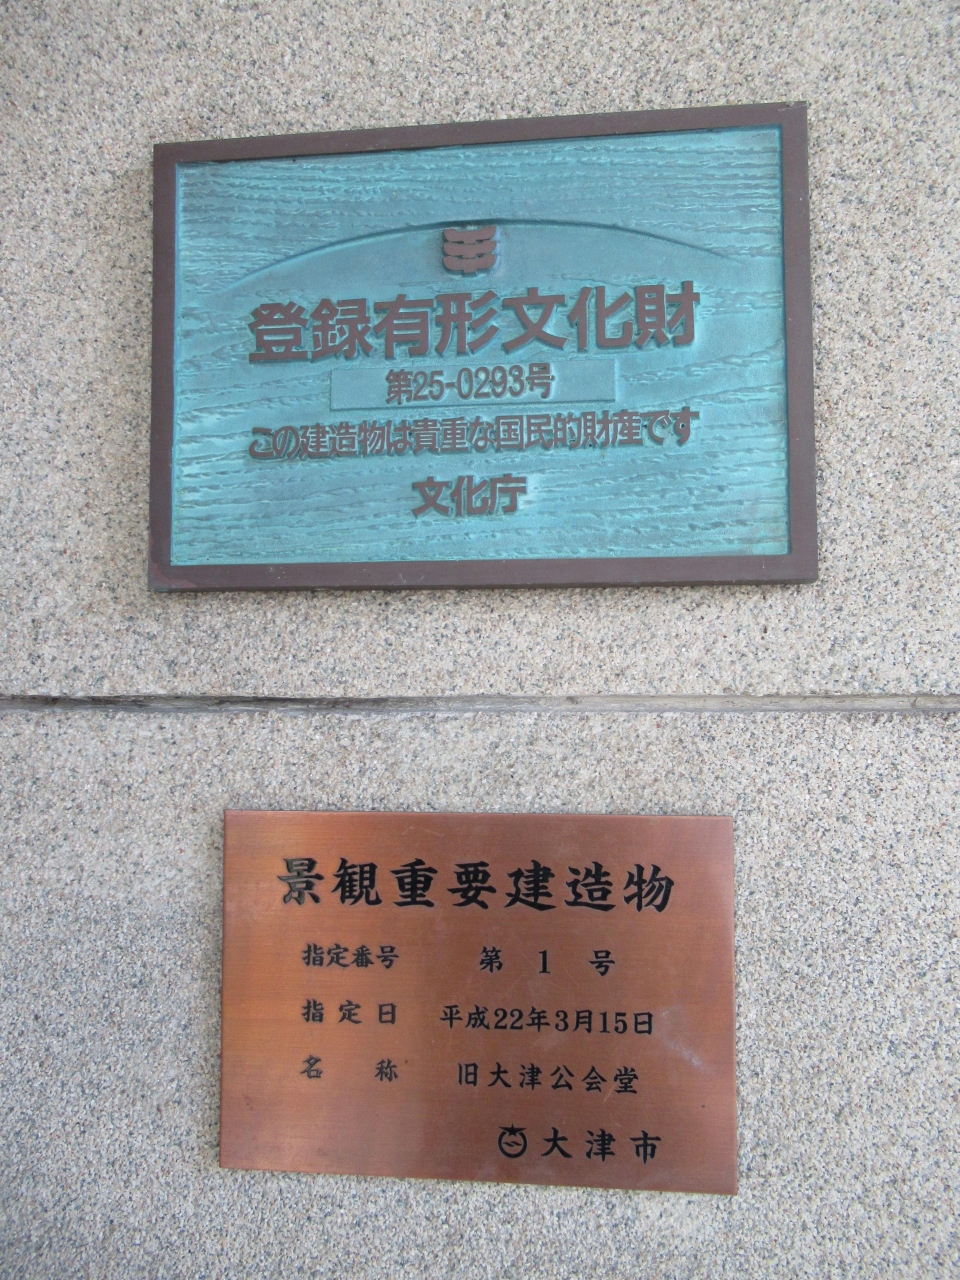 登録有形文化財
第25-0293号
この建造物は貴重な国民的財産です
文化庁
景観重要建造物
指定番号 第1号
指定日 平成22年3月15日
名称 旧大津公会堂
大津市